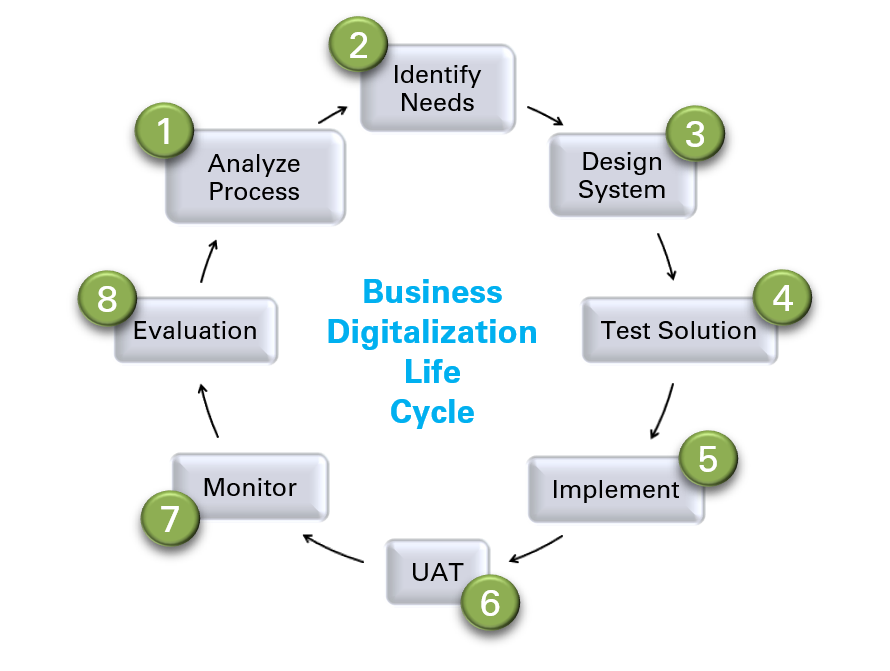 1
Analyze
Process
2
Identify
Needs
3
Design
System
4
Test Solution
5
Implement
6
UAT
7
Monitor
8
Evaluation
Business
Digitalization
Life
Cycle